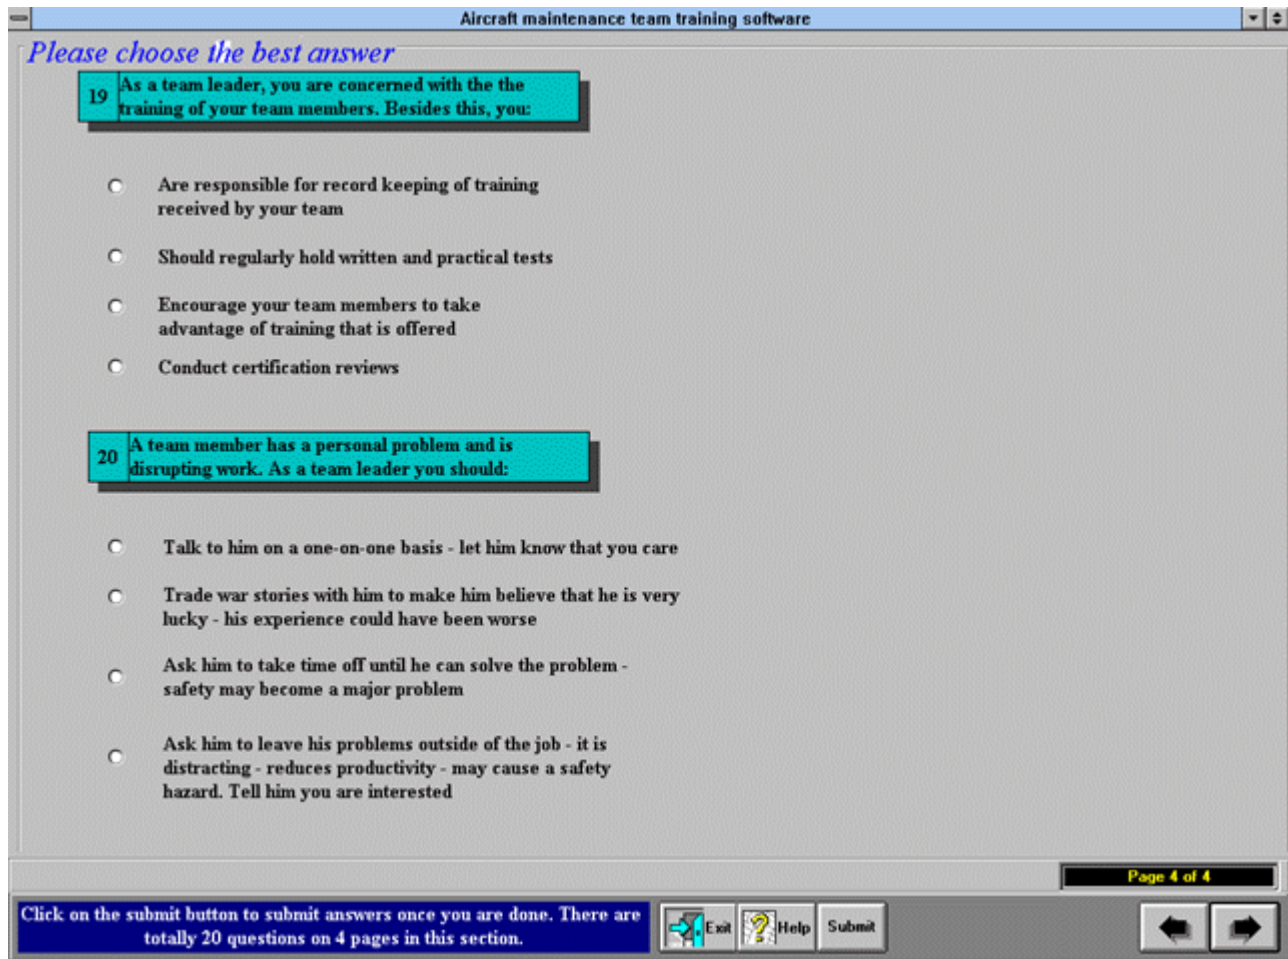 Aircraft maintenance team training software
Please choose the best answer
19
As a team leader, you are concerned with the the
training of your team members. Besides this, you:
Are responsible for record keeping of training
received by your team
Should regularly hold written and practical tests
Encourage your team members to take
advantage of training that is offered
Conduct certification reviews
20
A team member has a personal problem and is
disrupting work. As a team leader you should:
Talk to him on a one-on-one basis - let him know that you care
Trade war stories with him to make him believe that he is very
lucky - his experience could have been worse
Ask him to take time off until he can solve the problem -
safety may become a major problem
Ask him to leave his problems outside of the job - it is
distracting - reduces productivity - may cause a safety
hazard. Tell him you are interested
Page 4 of 4
Click on the submit button to submit answers once you are done. There are
totally 20 questions on 4 pages in this section.
Exit
Help
Submit